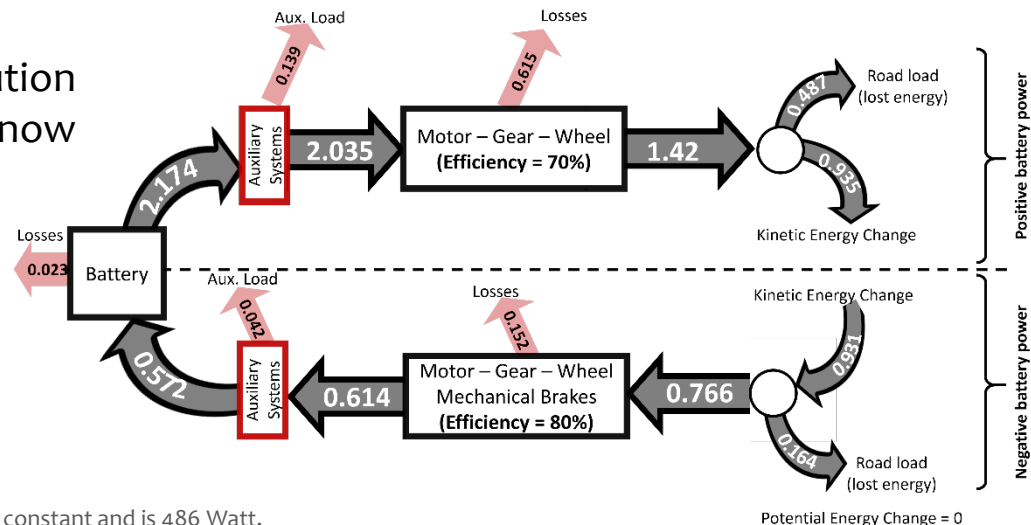 ution
now
Aux. Load
0.139
Losses
0.615
Auxiliary
Systems
2.174
2.035
Motor – Gear – Wheel
(Efficiency = 70%)
1.42
0.487
Road load
(lost energy)
0.935
Kinetic Energy Change
Positive battery power
Losses
0.023
Battery
Aux. Load
0.042
Losses
0.152
Kinetic Energy Change
0.931
0.572
Auxiliary
Systems
0.614
Motor – Gear – Wheel
Mechanical Brakes
(Efficiency = 80%)
0.766
0.164
Road load
(lost energy)
Negative battery power
constant and is 486 Watt.
Potential Energy Change = 0